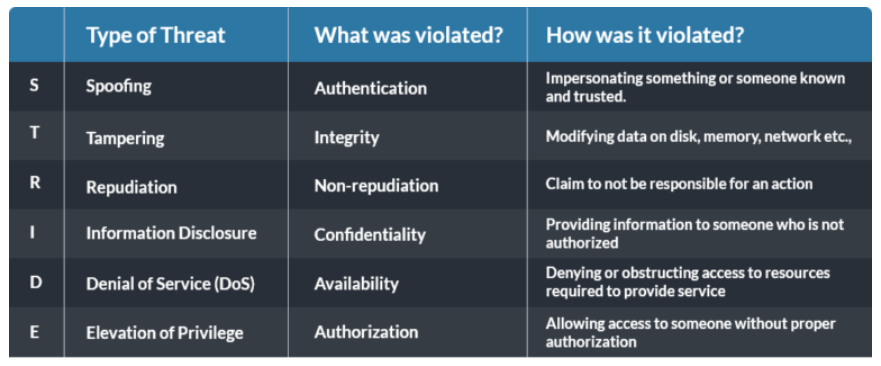 Type of Threat What was violated? How was it violated?
S Spoofing Authentication Impersonating something or someone known
and trusted.
T Tampering Integrity Modifying data on disk, memory, network etc.,
R Repudiation Non-repudiation Claim to not be responsible for an action
I Information Disclosure Confidentiality Providing information to someone who is not
authorized
D Denial of Service (DoS) Availability Denying or obstructing access to resources
required to provide service
E Elevation of Privilege Authorization Allowing access to someone without proper
authorization